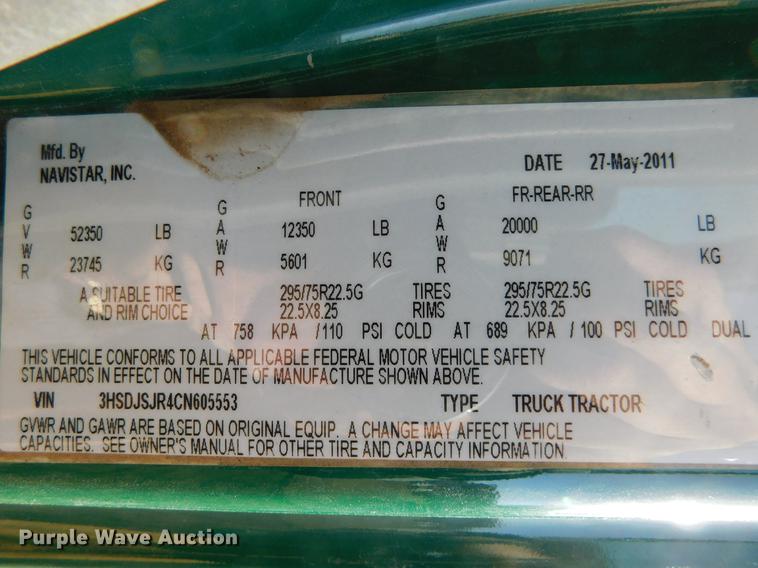 Mfd. By
NAVISTAR, INC.
DATE 27-May-2011
FRONT
FR-REAR-RR
GVWR 52350 LB GAWR 12350 LB GAWR 20000 LB
23745 KG 5601 KG 9071 KG
A SUITABLE TIRE 295/75R22.5G TIRES 295/75R22.5G TIRES
AND RIM CHOICE 22.5X8.25 RIMS 22.5X8.25 RIMS
AT 758 KPA /110 PSI COLD AT 689 KPA / 100 PSI COLD DUAL
THIS VEHICLE CONFORMS TO ALL APPLICABLE FEDERAL MOTOR VEHICLE SAFETY
STANDARDS IN EFFECT ON THE DATE OF MANUFACTURE SHOWN ABOVE.
VIN 3HSDJSJR4CN605553 TYPE TRUCK TRACTOR
GVWR AND GAWR ARE BASED ON ORIGINAL EQUIP. A CHANGE MAY AFFECT VEHICLE
CAPACITIES. SEE OWNER'S MANUAL FOR OTHER TIRE AND CAPACITY INFORMATION.
Purple Wave Auction